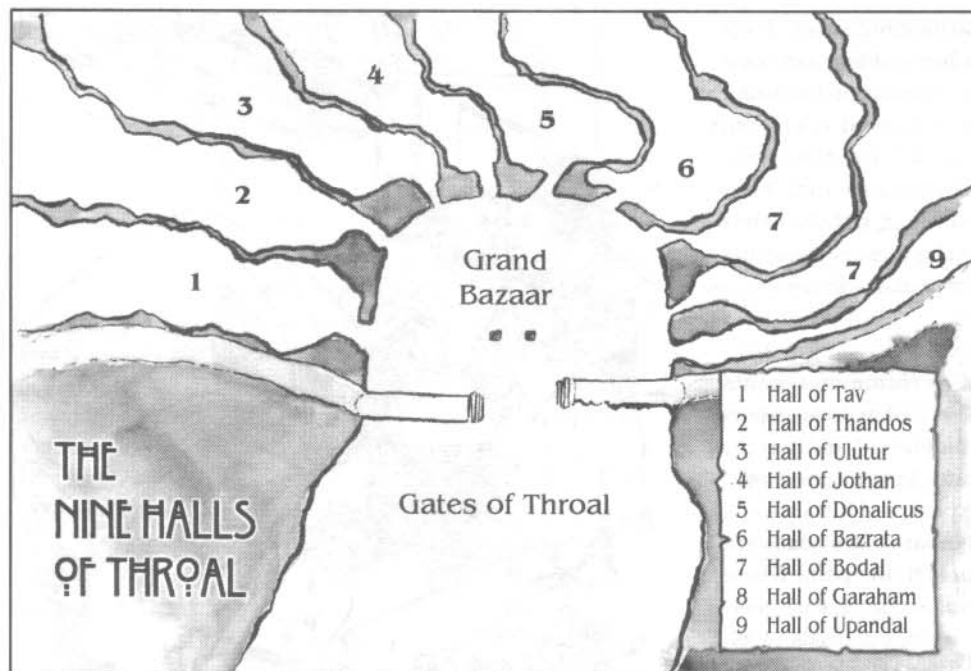 4
3
5
6
2
7
Grand
Bazaar
7
9
1
1 Hall of Tav
2 Hall of Thandos
3 Hall of Ulutur
4 Hall of Jothan
5 Hall of Donalicus
6 Hall of Bazrata
7 Hall of Bodal
8 Hall of Garaham
9 Hall of Upandal
THE
NINE HALLS
OF THROAL
Gates of Throal